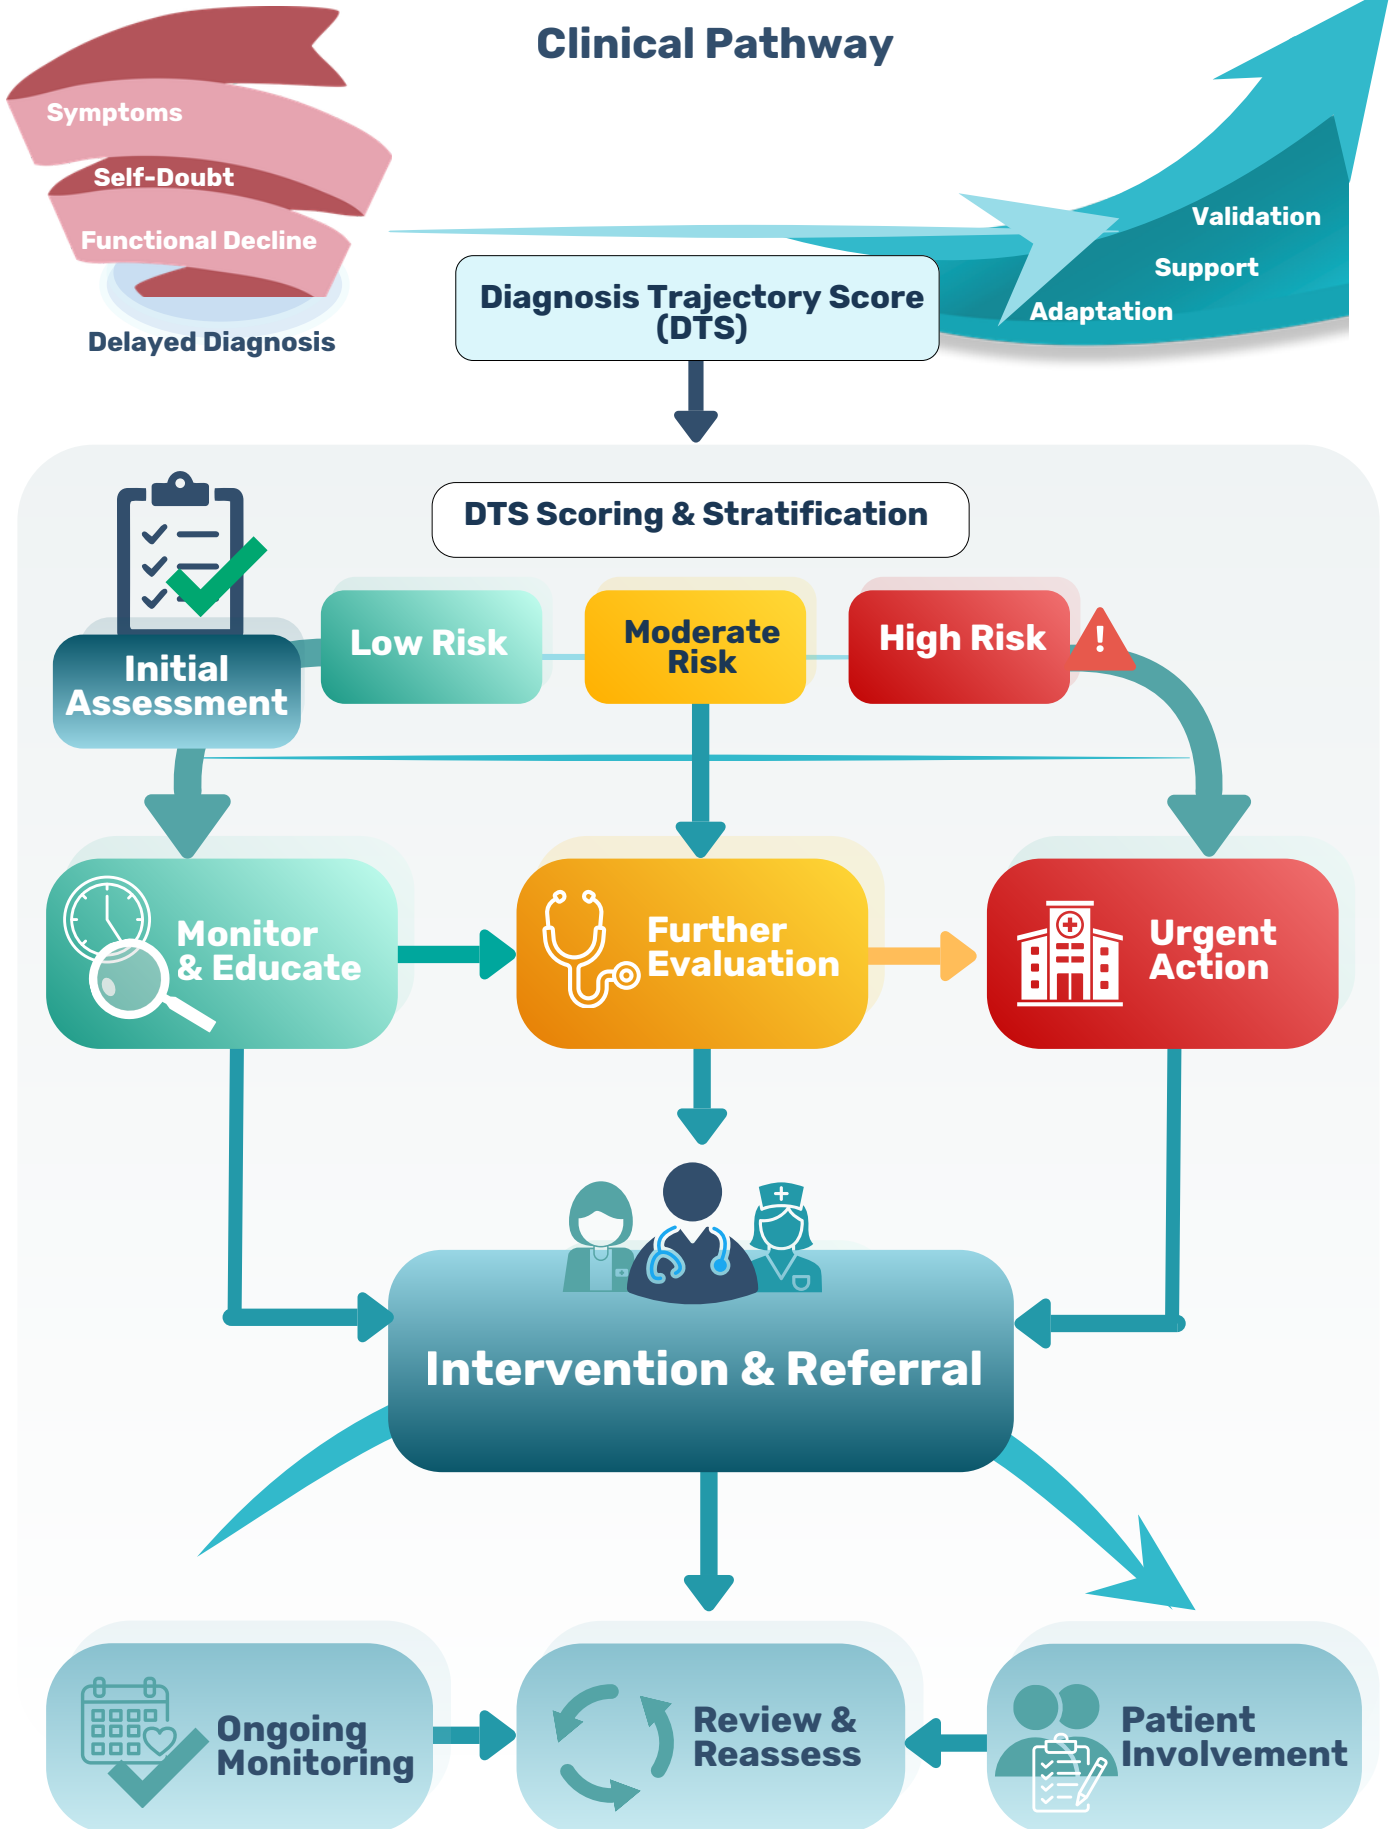 Clinical Pathway
Symptoms
Self-Doubt
Functional Decline
Delayed Diagnosis
Validation
Support
Adaptation
Diagnosis Trajectory Score
(DTS)
DTS Scoring & Stratification
Initial
Assessment
Low Risk
Moderate
Risk
High Risk
!
Monitor
& Educate
Further
Evaluation
Urgent
Action
Intervention & Referral
Ongoing
Monitoring
Review &
Reassess
Patient
Involvement